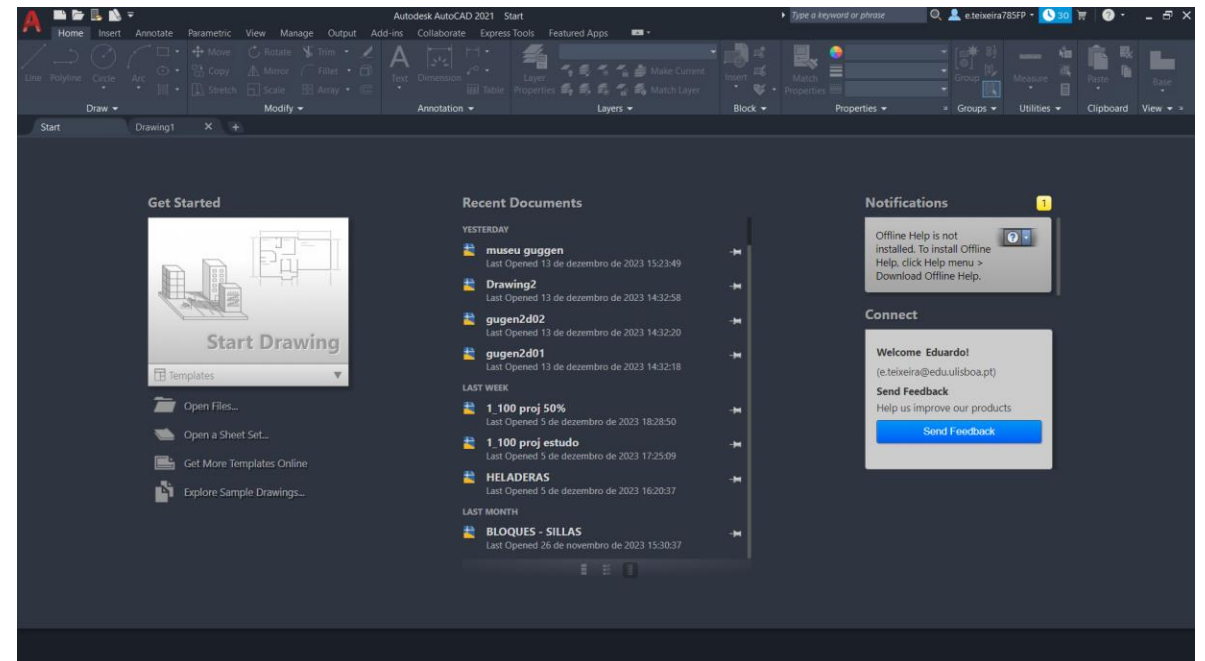 Autodesk AutoCAD 2021 Start
Type a keyword or phrase
e.teixeira785FP
30
Home Insert Annotate Parametric View Manage Output Add-ins Collaborate Express Tools Featured Apps
Line Polyline Circle Arc
Move Rotate Trim
Copy Mirror Fillet
Stretch Scale Array
Text Dimension
Table
Layer Properties
Make Current
Match Layer
Insert
Match Properties
Group
Measure
Paste
Base
Draw Modify Annotation Layers Block Properties Groups Utilities Clipboard View
Start Drawing1
Get Started
Start Drawing
Templates
Open Files...
Open a Sheet Set...
Get More Templates Online
Explore Sample Drawings...
Recent Documents
YESTERDAY
museu guggen
Last Opened 13 de dezembro de 2023 15:23:49
Drawing2
Last Opened 13 de dezembro de 2023 14:32:58
gugen2d02
Last Opened 13 de dezembro de 2023 14:32:20
gugen2d01
Last Opened 13 de dezembro de 2023 14:32:18
LAST WEEK
1_100 proj 50%
Last Opened 5 de dezembro de 2023 18:28:50
1_100 proj estudo
Last Opened 5 de dezembro de 2023 17:25:09
HELADERAS
Last Opened 5 de dezembro de 2023 16:20:37
LAST MONTH
BLOQUES - SILLAS
Last Opened 26 de novembro de 2023 15:30:37
Notifications
1
Offline Help is not
installed. To install Offline
Help, click Help menu >
Download Offline Help.
Connect
Welcome Eduardo!
(e.teixeira@edu.ulisboa.pt)
Send Feedback
Help us improve our products
Send Feedback